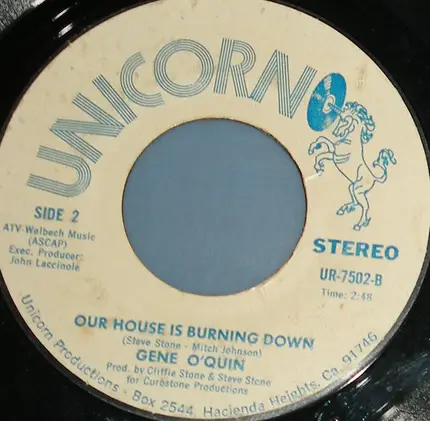 UNICORN
SIDE 2
ATV-Welbech Music
(ASCAP)
Exec. Producer:
John Laccinole
STEREO
UR-7502-B
Time: 2:48
OUR HOUSE IS BURNING DOWN
(Steve Stone - Mitch Johnson)
GENE O'QUIN
Prod. by Cliffie Stone & Steve Stone
for Curbstone Productions
Unicorn Productions - Box 2544, Hacienda Heights, Ca. 91746